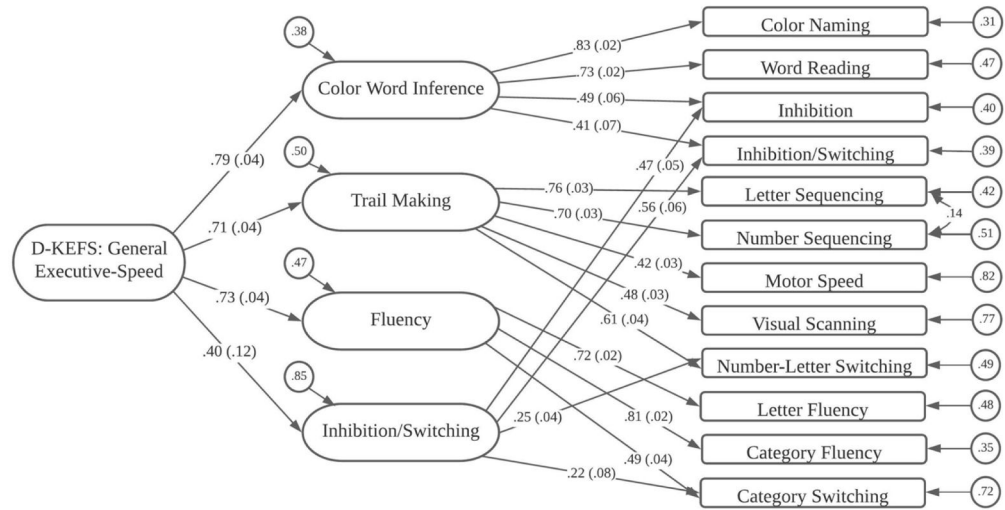 D-KEFS: General
Executive-Speed
.79 (.04)
.71 (.04)
.73 (.04)
.40 (.12)
.38
Color Word Inference
.50
Trail Making
.47
Fluency
.85
Inhibition/Switching
.83 (.02)
.73 (.02)
.49 (.06)
.41 (.07)
.47 (.05)
.76 (.03)
.56 (.06)
.70 (.03)
.42 (.03)
.48 (.03)
.61 (.04)
.72 (.02)
.25 (.04)
.81 (.02)
.49 (.04)
.22 (.08)
Color Naming
.31
Word Reading
.47
Inhibition
.40
Inhibition/Switching
.39
Letter Sequencing
.42
.14
Number Sequencing
.51
Motor Speed
.82
Visual Scanning
.77
Number-Letter Switching
.49
Letter Fluency
.48
Category Fluency
.35
Category Switching
.72